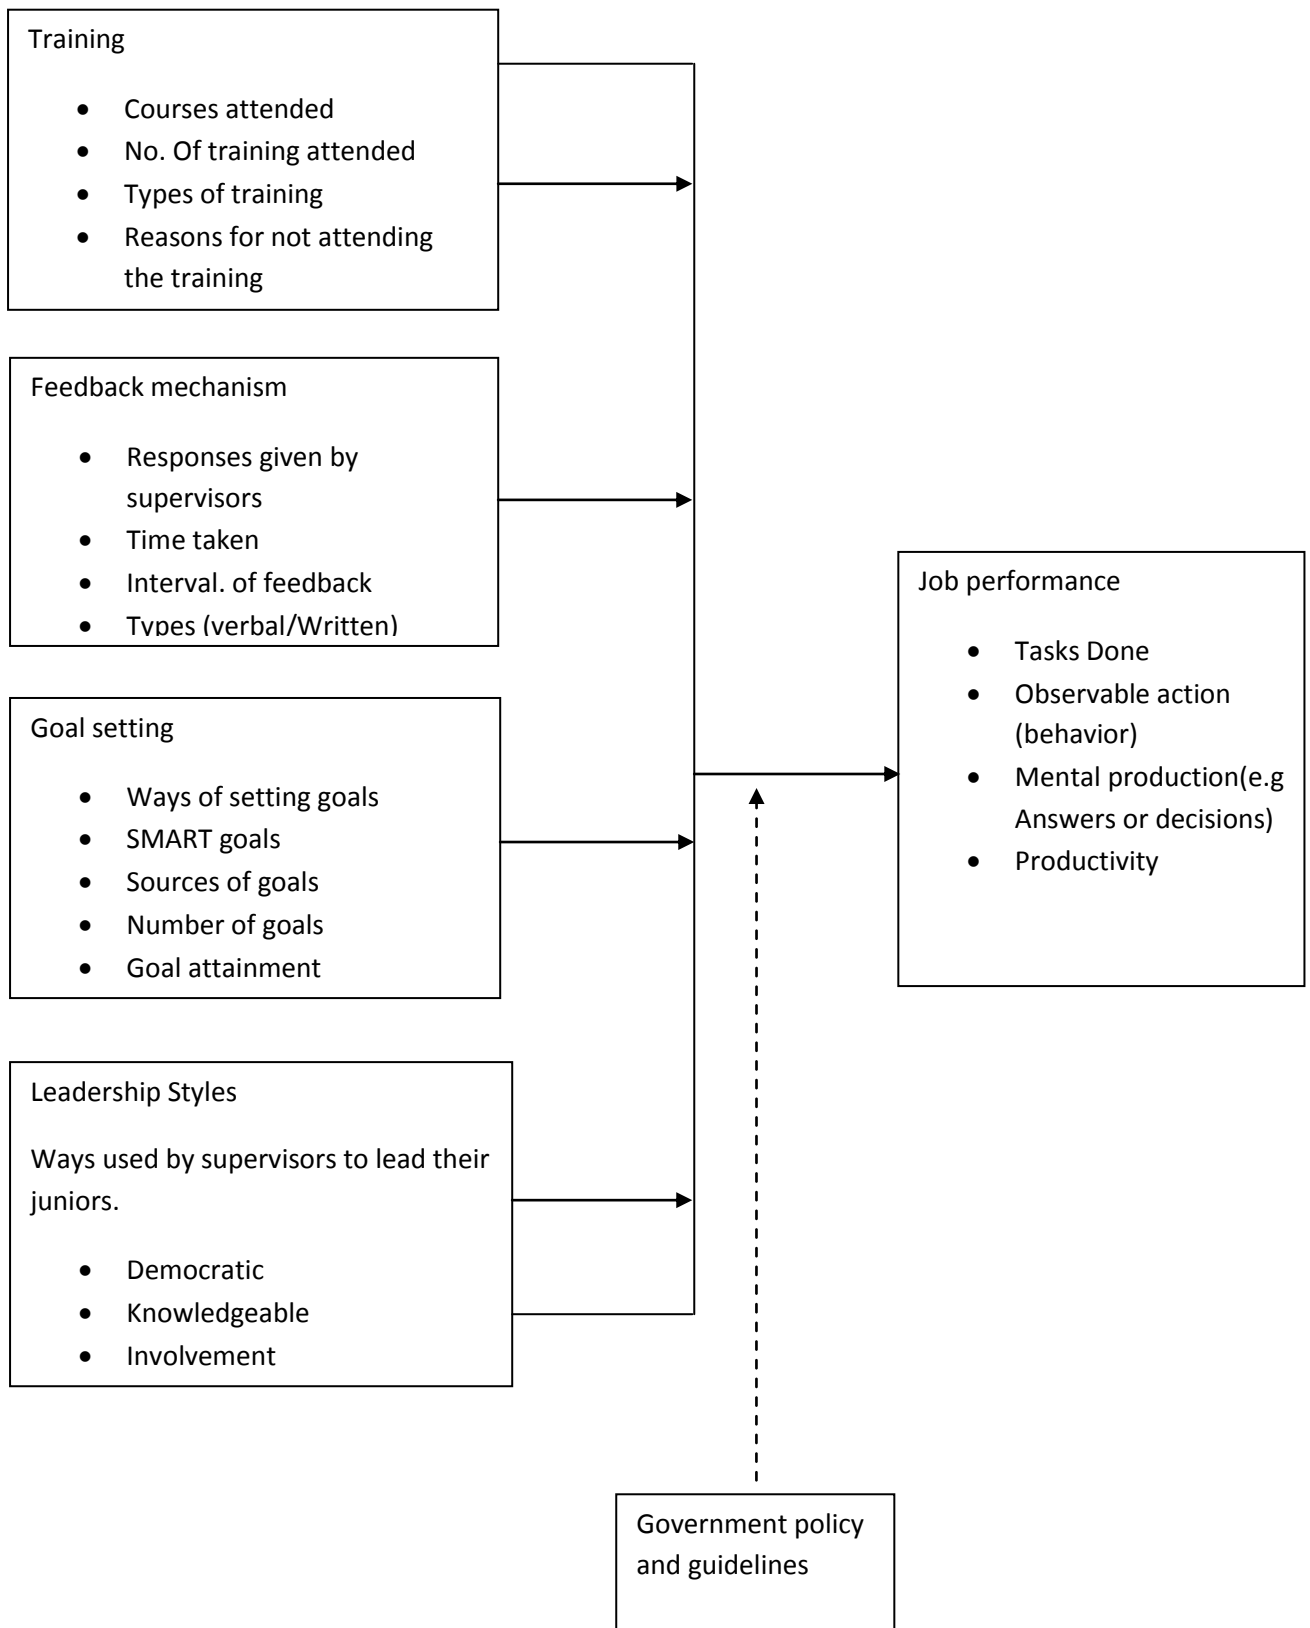 Training
• Courses attended
• No. Of training attended
• Types of training
• Reasons for not attending
the training
Feedback mechanism
• Responses given by
supervisors
• Time taken
• Interval. of feedback
• Types (verbal/Written)
Goal setting
• Ways of setting goals
• SMART goals
• Sources of goals
• Number of goals
• Goal attainment
Leadership Styles
Ways used by supervisors to lead their
juniors.
• Democratic
• Knowledgeable
• Involvement
Job performance
• Tasks Done
• Observable action
(behavior)
• Mental production(e.g
Answers or decisions)
• Productivity
Government policy
and guidelines